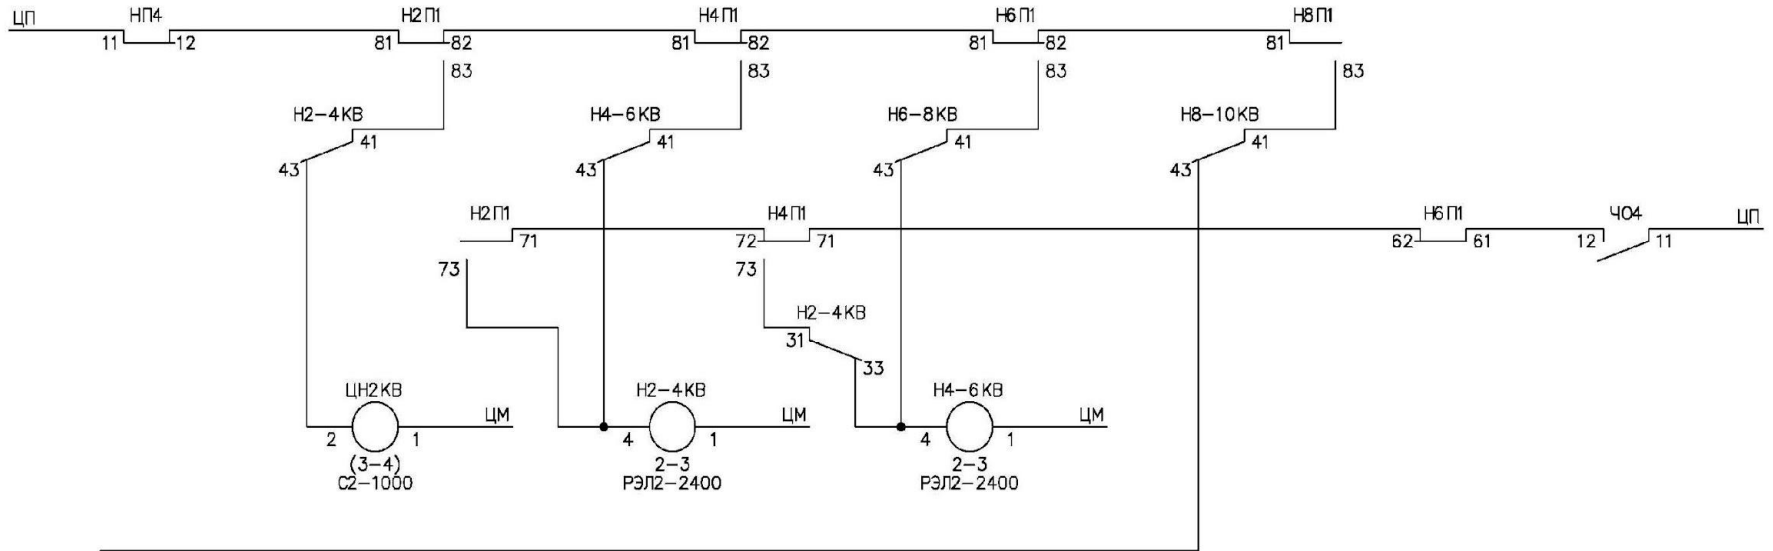 ЦП НП4 Н2П1 Н4П1 Н6П1 Н8П1
11 12 81 82 81 82 81 82 81
83 83 83 83
Н2-4КВ Н4-6КВ Н6-8КВ Н8-10КВ
41 41 41 41
43 43 43 43
Н2П1 Н4П1 Н6П1 ЧО4 ЦП
71 72 71 62 61 12 11
73 73
Н2-4КВ
31
33
ЦН2КВ Н2-4КВ Н4-6КВ
ЦМ ЦМ ЦМ
2 1 4 1 4 1
(3-4) 2-3 2-3
С2-1000 РЭЛ2-2400 РЭЛ2-2400